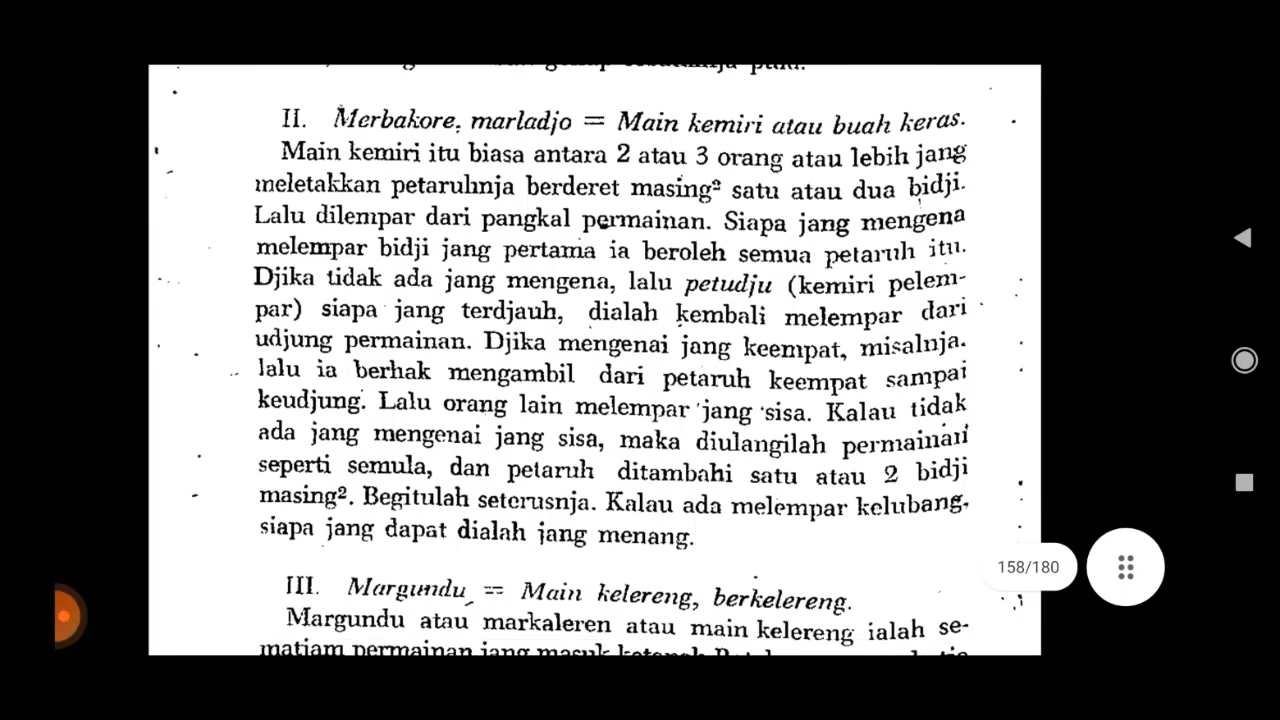 II. Merbakore, marladjo = Main kemiri atau buah keras.
Main kemiri itu biasa antara 2 atau 3 orang atau lebih jang
meletakkan petaruhnja berderet masing² satu atau dua bidji.
Lalu dilempar dari pangkal permainan. Siapa jang mengena
melempar bidji jang pertama ia beroleh semua petaruh itu.
Djika tidak ada jang mengena, lalu petudju (kemiri pelem-
par) siapa jang terdjauh, dialah kembali melempar dari
udjung permainan. Djika mengenai jang keempat, misalnja.
lalu ia berhak mengambil dari petaruh keempat sampai
keudjung. Lalu orang lain melempar jang sisa. Kalau tidak
ada jang mengenai jang sisa, maka diulangilah permainan
seperti semula, dan petaruh ditambahi satu atau 2 bidji
masing². Begitulah seterusnja. Kalau ada melempar kelubang,
siapa jang dapat dialah jang menang.
158/180
III. Margundu = Main kelereng, berkelereng.
Margundu atau markaleren atau main kelereng ialah se-
matjam permainan jang masuk